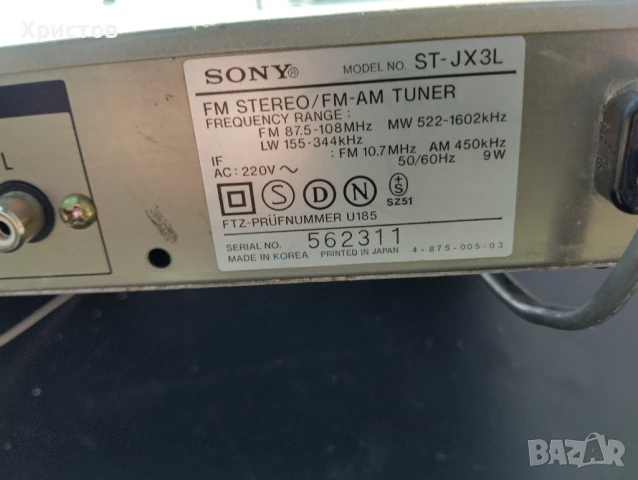 Христов
SONY® MODEL NO. ST-JX3L
FM STEREO/FM-AM TUNER
FREQUENCY RANGE :
FM 87.5-108MHz MW 522-1602kHz
LW 155-344kHz
IF : FM 10.7MHz AM 450kHz
AC: 220V ~ 50/60Hz 9W
S D N S
SZ51
FTZ-PRÜFNUMMER U185
SERIAL NO. 562311
MADE IN KOREA PRINTED IN JAPAN 4-875-005-03
L
BAZAR